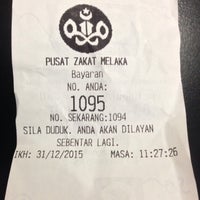 PUSAT ZAKAT MELAKA
Bayaran
NO. ANDA:
1095
NO. SEKARANG:1094
SILA DUDUK. ANDA AKAN DILAYAN
SEBENTAR LAGI.
IKH: 31/12/2015 MASA: 11:27:26